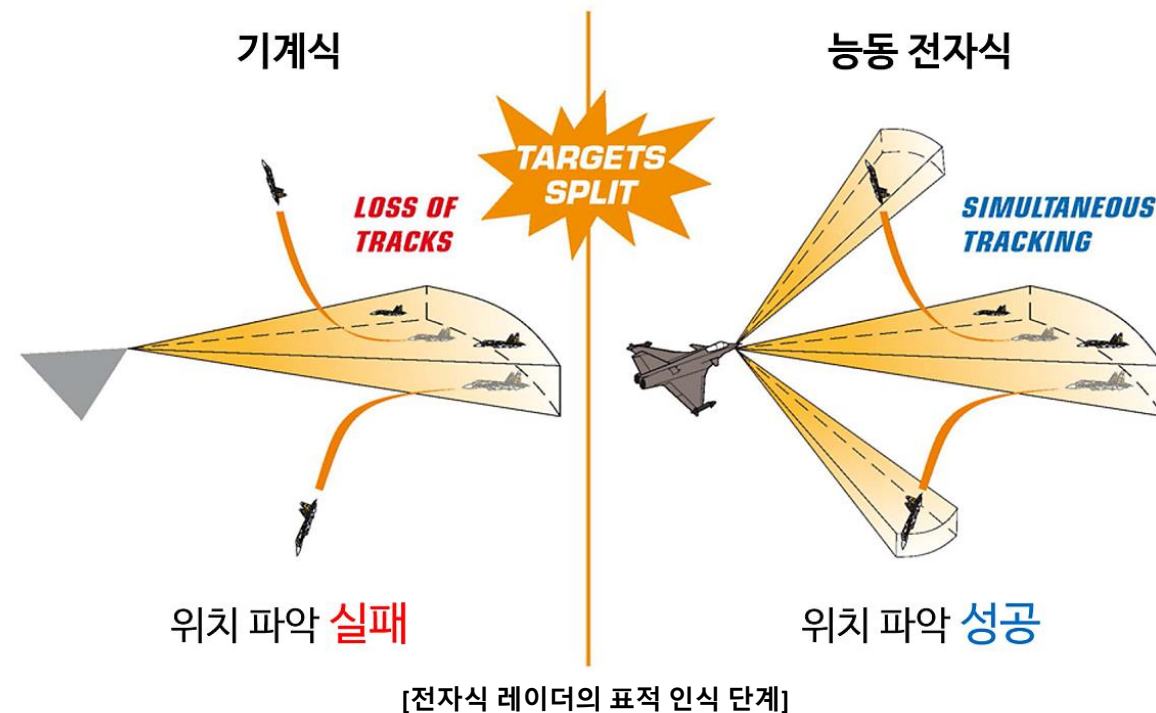 기계식
능동 전자식
TARGETS
SPLIT
LOSS OF
TRACKS
SIMULTANEOUS
TRACKING
위치 파악 실패
위치 파악 성공
[전자식 레이더의 표적 인식 단계]